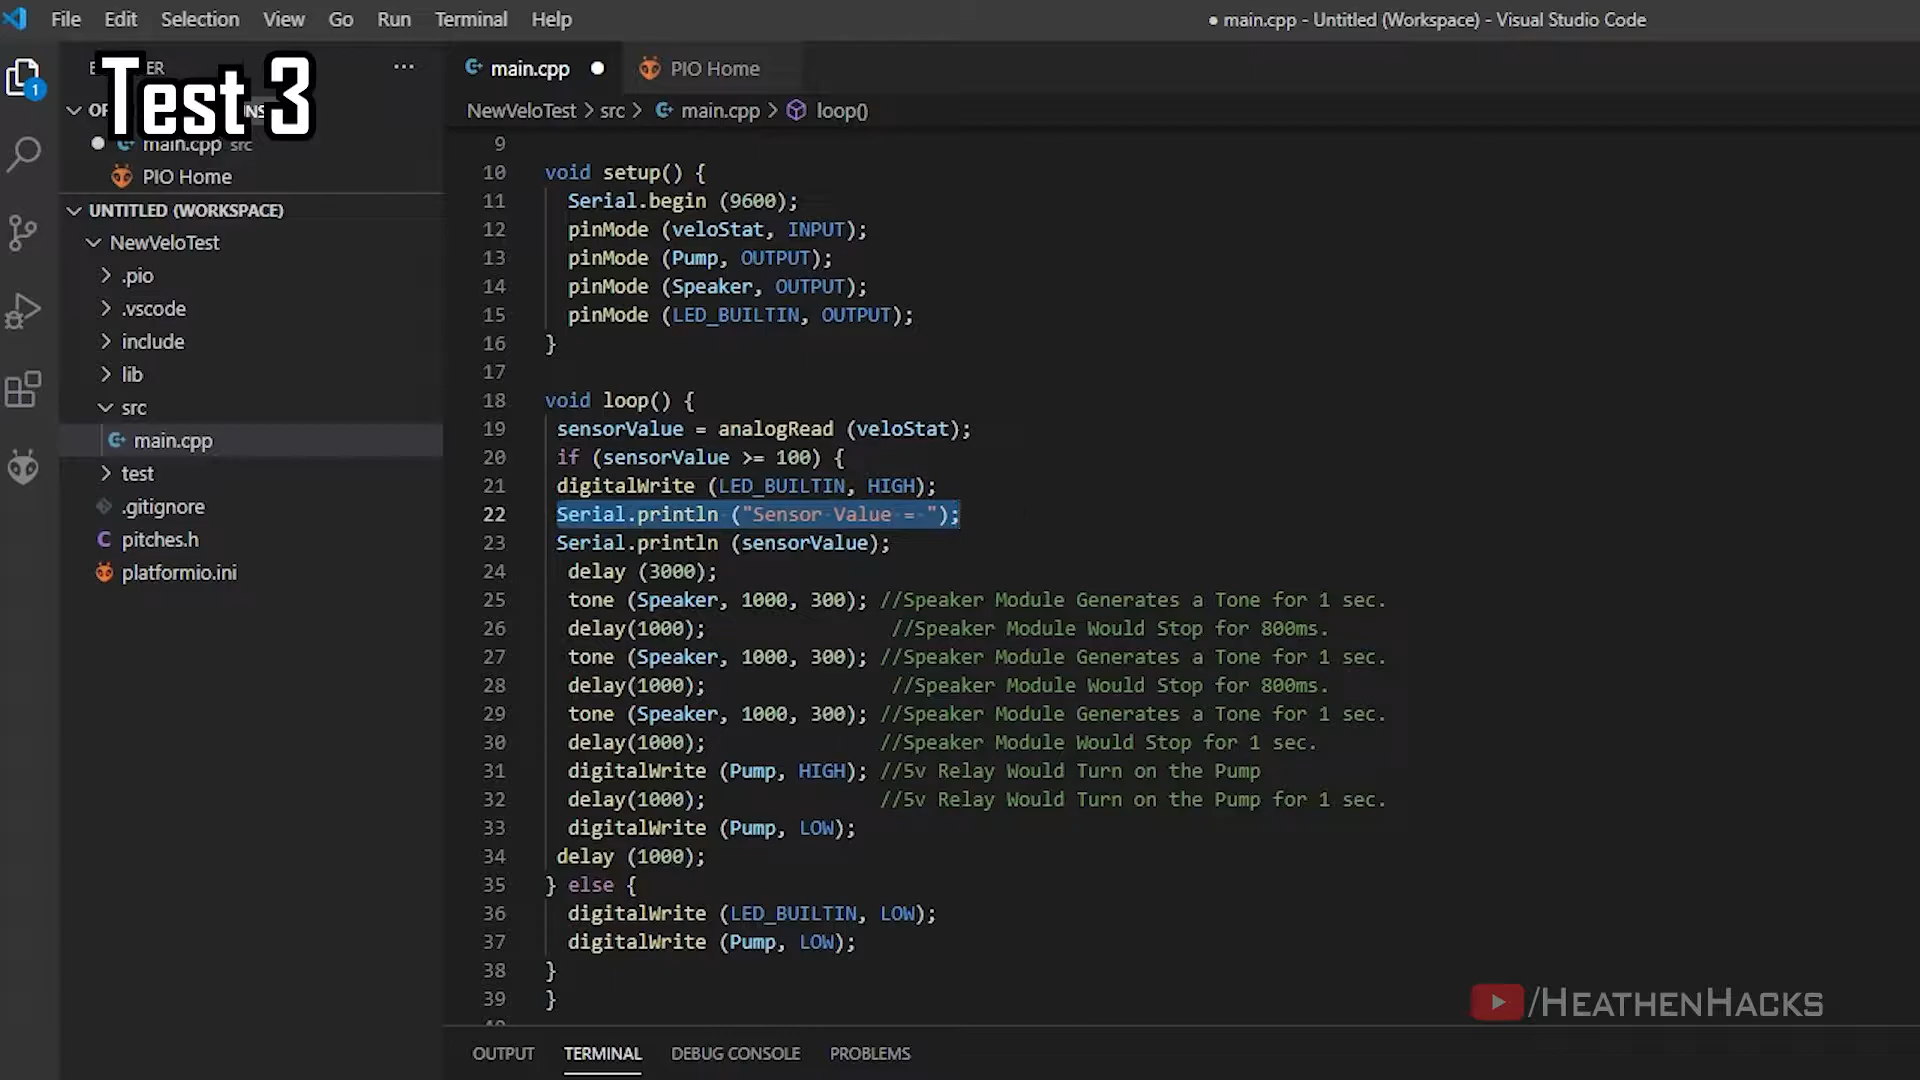 File Edit Selection View Go Run Terminal Help
● main.cpp - Untitled (Workspace) - Visual Studio Code
Test 3
main.cpp ●
PIO Home
1
NewVeloTest > src > main.cpp > loop()
main.cpp src
PIO Home
UNTITLED (WORKSPACE)
NewVeloTest
.pio
.vscode
include
lib
src
main.cpp
test
.gitignore
C pitches.h
platformio.ini
9
10 void setup() {
11 Serial.begin (9600);
12 pinMode (veloStat, INPUT);
13 pinMode (Pump, OUTPUT);
14 pinMode (Speaker, OUTPUT);
15 pinMode (LED_BUILTIN, OUTPUT);
16 }
17
18 void loop() {
19 sensorValue = analogRead (veloStat);
20 if (sensorValue >= 100) {
21 digitalWrite (LED_BUILTIN, HIGH);
22 Serial.println ("Sensor Value = ");
23 Serial.println (sensorValue);
24 delay (3000);
25 tone (Speaker, 1000, 300); //Speaker Module Generates a Tone for 1 sec.
26 delay(1000); //Speaker Module Would Stop for 800ms.
27 tone (Speaker, 1000, 300); //Speaker Module Generates a Tone for 1 sec.
28 delay(1000); //Speaker Module Would Stop for 800ms.
29 tone (Speaker, 1000, 300); //Speaker Module Generates a Tone for 1 sec.
30 delay(1000); //Speaker Module Would Stop for 1 sec.
31 digitalWrite (Pump, HIGH); //5v Relay Would Turn on the Pump
32 delay(1000); //5v Relay Would Turn on the Pump for 1 sec.
33 digitalWrite (Pump, LOW);
34 delay (1000);
35 } else {
36 digitalWrite (LED_BUILTIN, LOW);
37 digitalWrite (Pump, LOW);
38 }
39 }
/HEATHENHACKS
OUTPUT TERMINAL DEBUG CONSOLE PROBLEMS